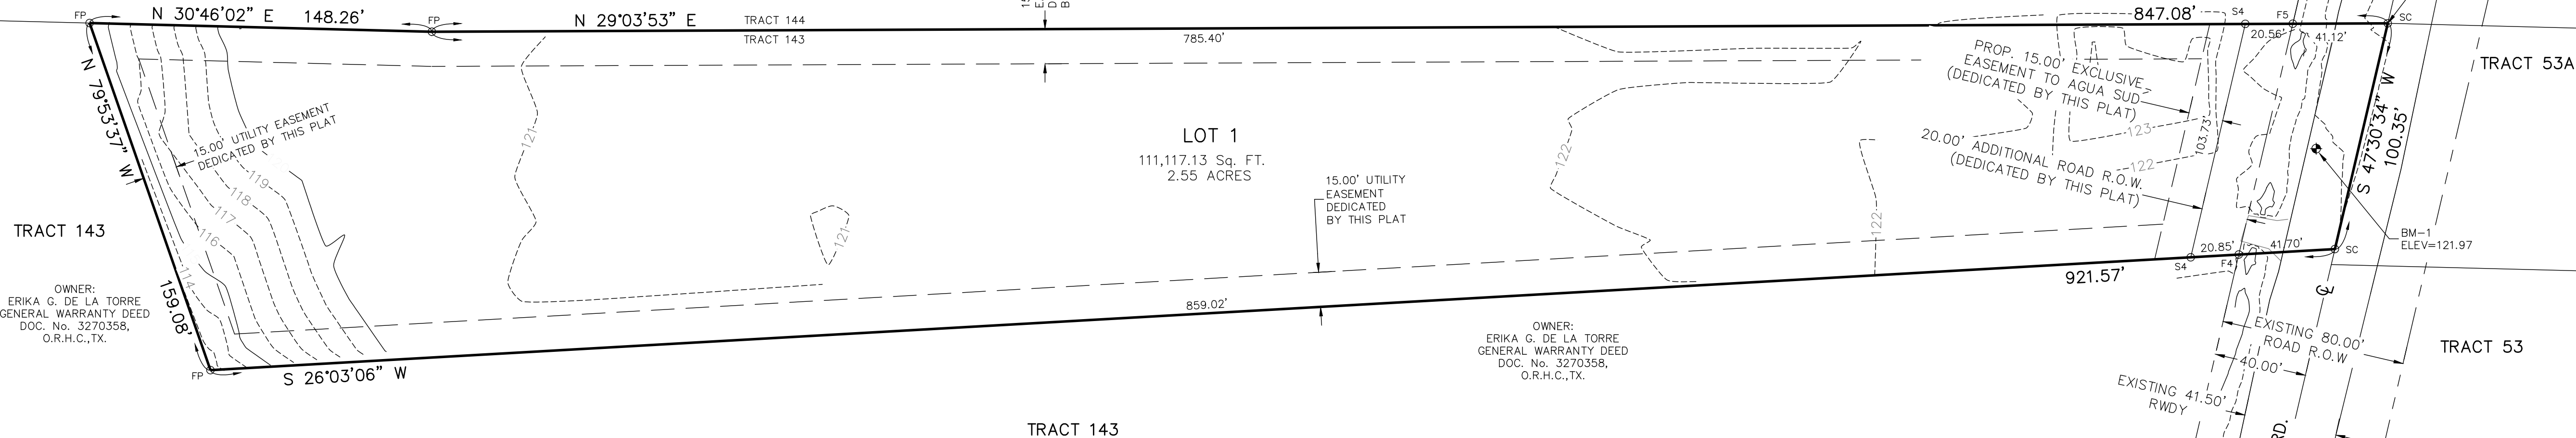 FP
N 30°46'02" E
148.26'
FP
N 29°03'53" E
TRACT 144
TRACT 143
785.40'
847.08'
S4
F5
SC
20.56'
41.12'
TRACT 53A
N 79°53'37" W
15.00' UTILITY EASEMENT
DEDICATED BY THIS PLAT
119
118
117
116
114
121
121
LOT 1
111,117.13 Sq. FT.
2.55 ACRES
15.00' UTILITY
EASEMENT
DEDICATED
BY THIS PLAT
122
122
PROP. 15.00' EXCLUSIVE
EASEMENT TO AGUA SUD
(DEDICATED BY THIS PLAT)
123
122
103.73'
20.00' ADDITIONAL ROAD R.O.W.
(DEDICATED BY THIS PLAT)
S 47°30'34" W
100.35'
BM-1
ELEV=121.97
TRACT 143
OWNER:
ERIKA G. DE LA TORRE
GENERAL WARRANTY DEED
DOC. No. 3270358,
O.R.H.C.,TX.
159.08'
FP
S 26°03'06" W
859.02'
921.57'
20.85'
41.70'
S4
F4
SC
OWNER:
ERIKA G. DE LA TORRE
GENERAL WARRANTY DEED
DOC. No. 3270358,
O.R.H.C.,TX.
EXISTING 80.00'
ROAD R.O.W
40.00'
EXISTING 41.50'
RWDY
TRACT 53
TRACT 143
RD.